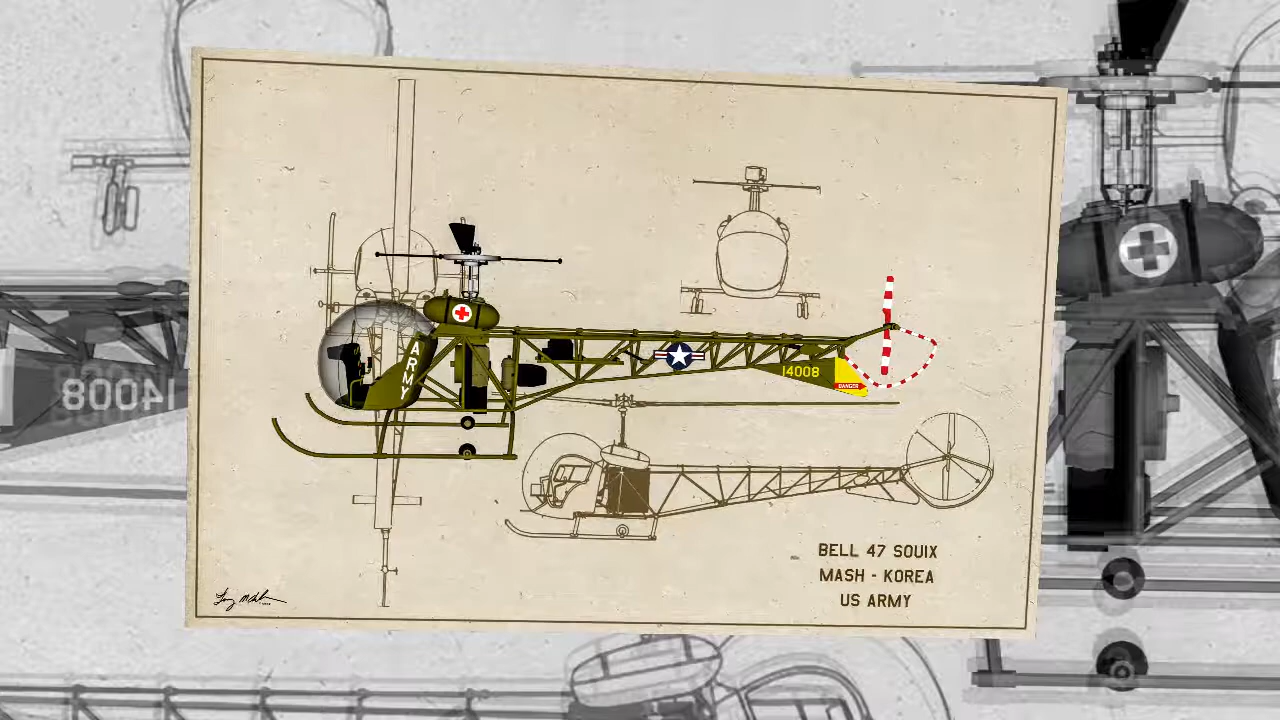 ARMY
14008
DANGER
14008
BELL 47 SOUIX
MASH - KOREA
US ARMY